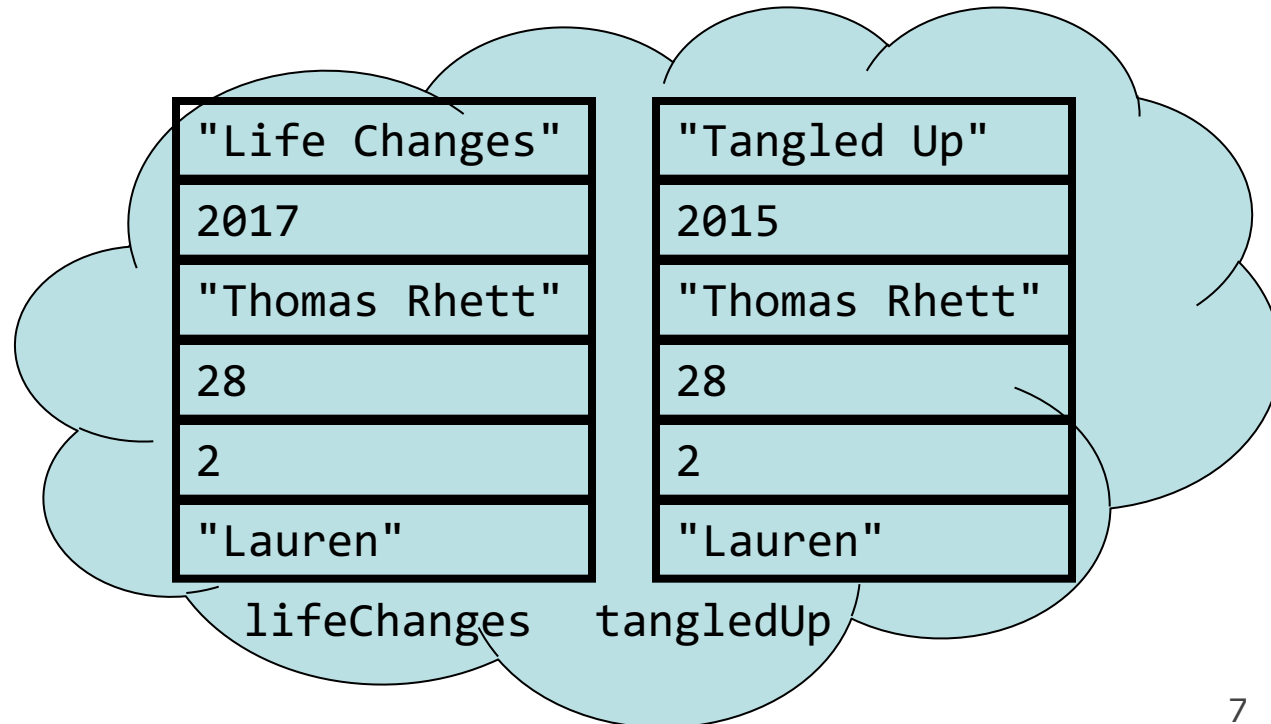 "Life Changes"
2017
"Thomas Rhett"
28
2
"Lauren"
lifeChanges
"Tangled Up"
2015
"Thomas Rhett"
28
2
"Lauren"
tangledUp
7